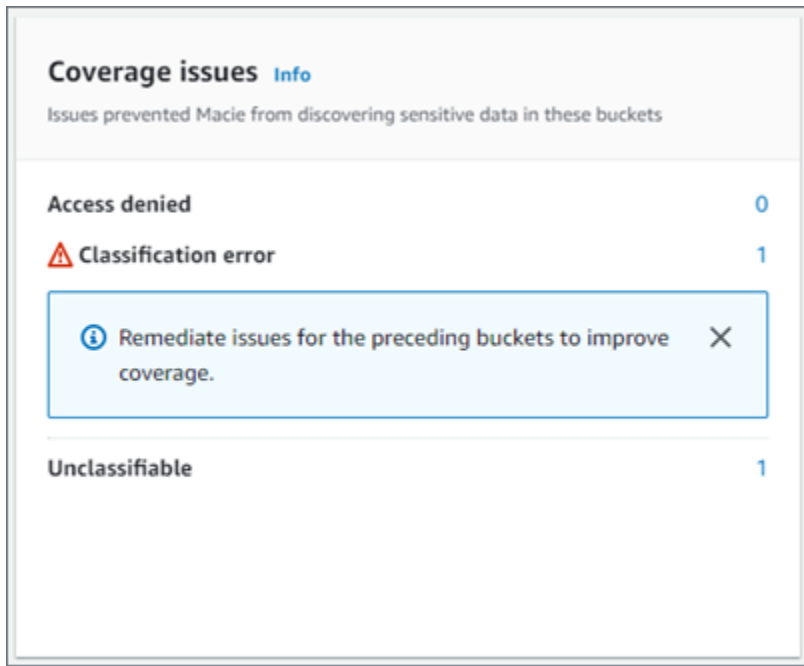 Coverage issues Info
Issues prevented Macie from discovering sensitive data in these buckets
Access denied 0
Classification error 1
Remediate issues for the preceding buckets to improve
coverage.
Unclassifiable 1